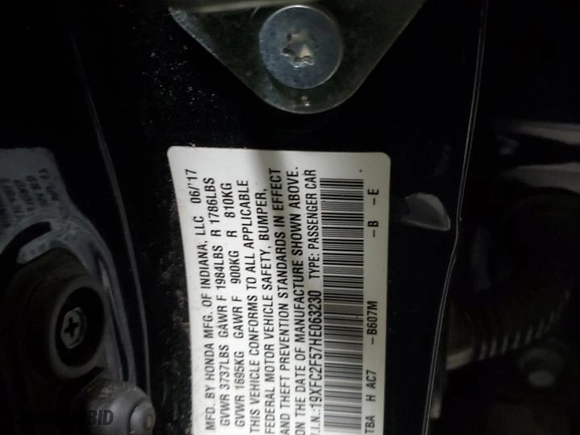 MFD. BY HONDA MFG. OF INDIANA, LLC 06/17
GVWR 3737LBS GAWR F 1984LBS R 1786LBS
GVWR 1695KG GAWR F 900KG R 810KG
THIS VEHICLE CONFORMS TO ALL APPLICABLE
FEDERAL MOTOR VEHICLE SAFETY, BUMPER,
AND THEFT PREVENTION STANDARDS IN EFFECT
ON THE DATE OF MANUFACTURE SHOWN ABOVE.
V.I.N.:19XFC2F57HE063230 TYPE: PASSENGER CAR
TBA H AC7 -B607M -B -E